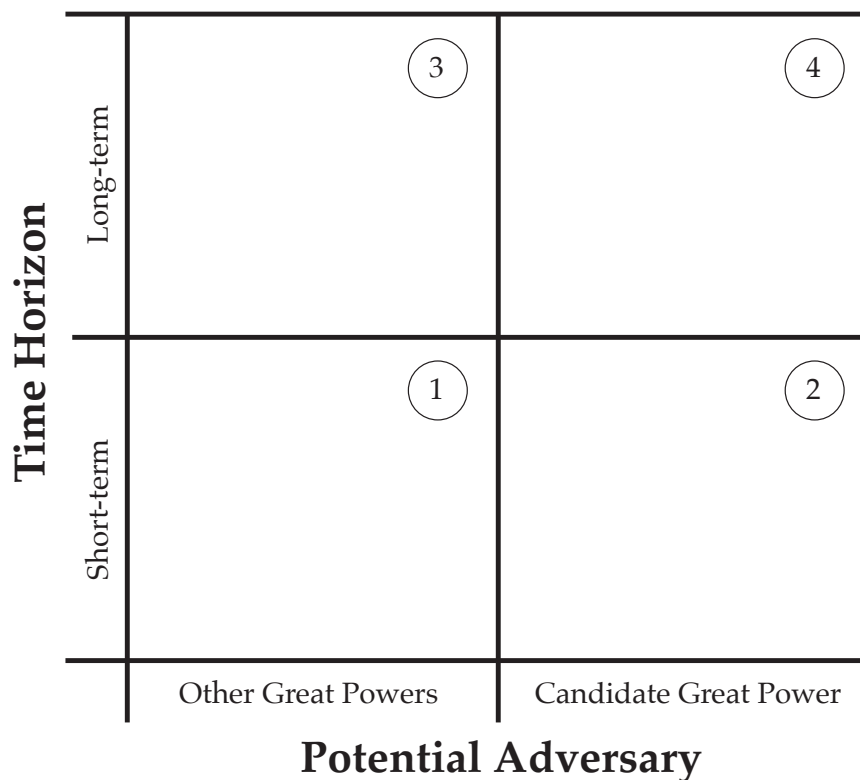 3
4
Long-term
Time Horizon
1
2
Short-term
Other Great Powers
Candidate Great Power
Potential Adversary